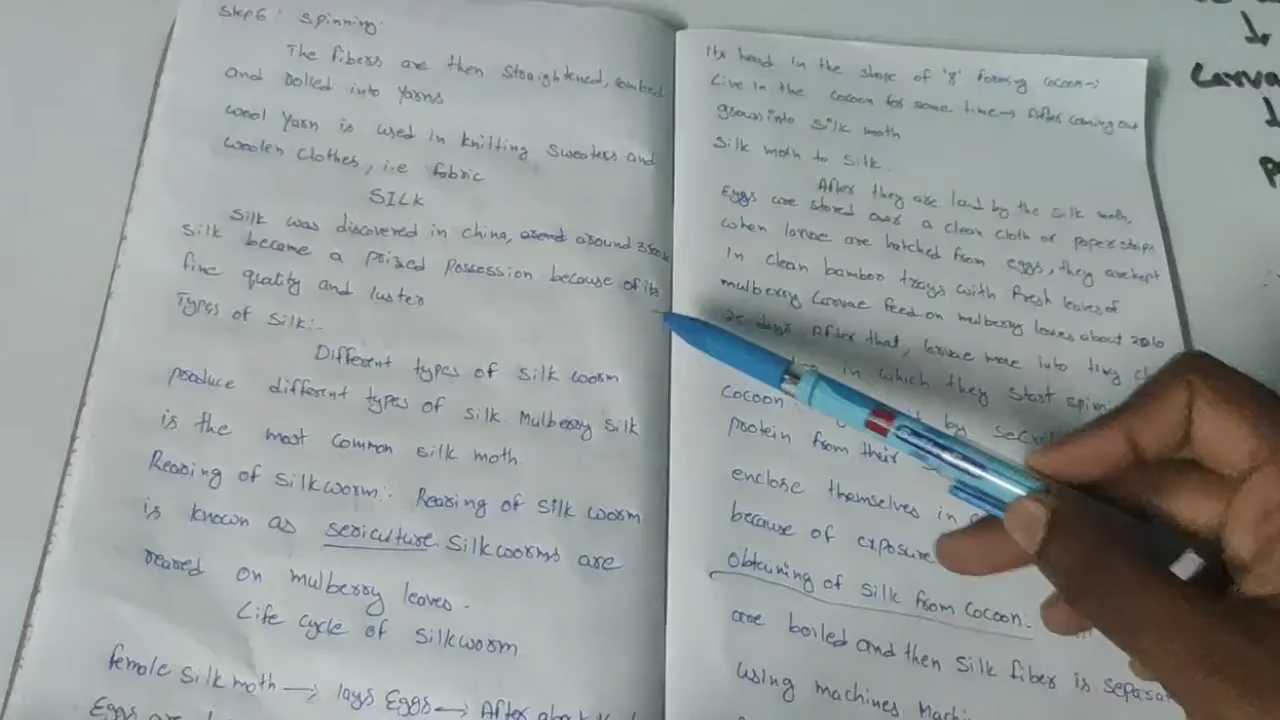 Step 6: Spinning:
The fibers are then straightened, combed
and Rolled into Yarns
wool Yarn is used in knitting sweaters and
woolen clothes, i.e fabric
SILK
Silk was discovered in china, around
Silk became a prized possession because of its
fine quality and luster
Types of Silk:-
Different types of silk worm
produce different types of silk. Mulberry silk
is the most common silk moth.
Rearing of silkworm:- Rearing of silk worm
is known as sericulture. Silkworms are
reared on mulberry leaves.
Life cycle of Silkworm
female Silk moth → lays Eggs → After about
Eggs are
Its head in the shape of '8' forming cocoon →
Live in the cocoon for some time → After coming out
grown into silk moth
Silk moth to silk.
After they are laid by the silk moth,
Eggs are stored over a clean cloth or paper strips
when larvae are hatched from eggs, they are kept
In clean bamboo trays with fresh leaves of
mulberry Larvae feed on mulberry leaves about
days After that, larvae move into tiny
in which they start
Cocoon by
protein from their
enclose themselves in
because of exposure
Obtaining of silk from cocoon.
are boiled and then silk fiber is
using machines
Larva